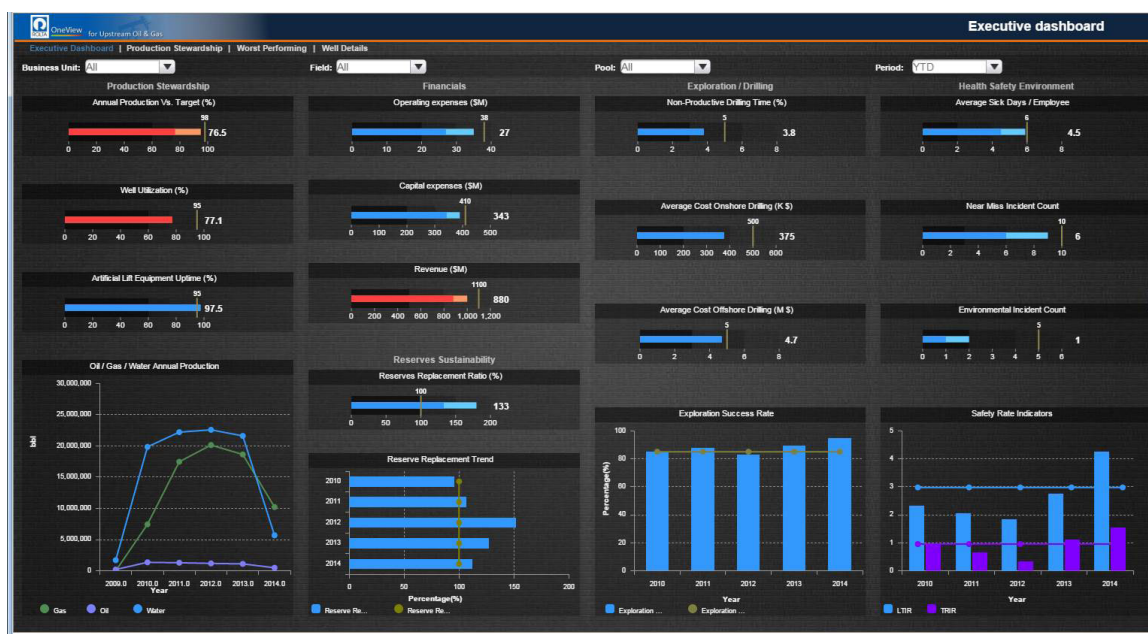 OneView for Upstream Oil & Gas
Executive dashboard
Executive Dashboard | Production Stewardship | Worst Performing | Well Details
Business Unit: All Field: All Pool: All Period: YTD
Production Stewardship
Annual Production Vs. Target (%)
98
76.5
0 20 40 60 80 100
Well Utilization (%)
95
77.1
0 20 40 60 80 100
Artificial Lift Equipment Uptime (%)
95
97.5
0 20 40 60 80 100
Oil / Gas / Water Annual Production
30,000,000
25,000,000
20,000,000
15,000,000
10,000,000
5,000,000
0
bbl
2009.0 2010.0 2011.0 2012.0 2013.0 2014.0
Year
Gas Oil Water
Financials
Operating expenses ($M)
38
27
0 10 20 30 40
Capital expenses ($M)
410
343
0 100 200 300 400 500
Revenue ($M)
1100
880
0 200 400 600 800 1,000 1,200
Reserves Sustainability
Reserves Replacement Ratio (%)
100
133
0 50 100 150 200
Reserve Replacement Trend
2010
2011
2012
2013
2014
0 50 100 150 200
Percentage(%)
Reserve Re... Reserve Re...
Exploration / Drilling
Non-Productive Drilling Time (%)
5
3.8
0 2 4 6 8
Average Cost Onshore Drilling (K $)
500
375
0 100 200 300 400 500 600
Average Cost Offshore Drilling (M $)
5
4.7
0 2 4 6 8
Exploration Success Rate
100
80
60
40
20
0
Percentage(%)
2010 2011 2012 2013 2014
Year
Exploration ... Exploration ...
Health Safety Environment
Average Sick Days / Employee
6
4.5
0 2 4 6 8
Near Miss Incident Count
10
6
0 2 4 6 8 10
Environmental Incident Count
5
1
0 1 2 3 4 5 6
Safety Rate Indicators
5
4
3
2
1
0
2010 2011 2012 2013 2014
Year
LTIR TRIR